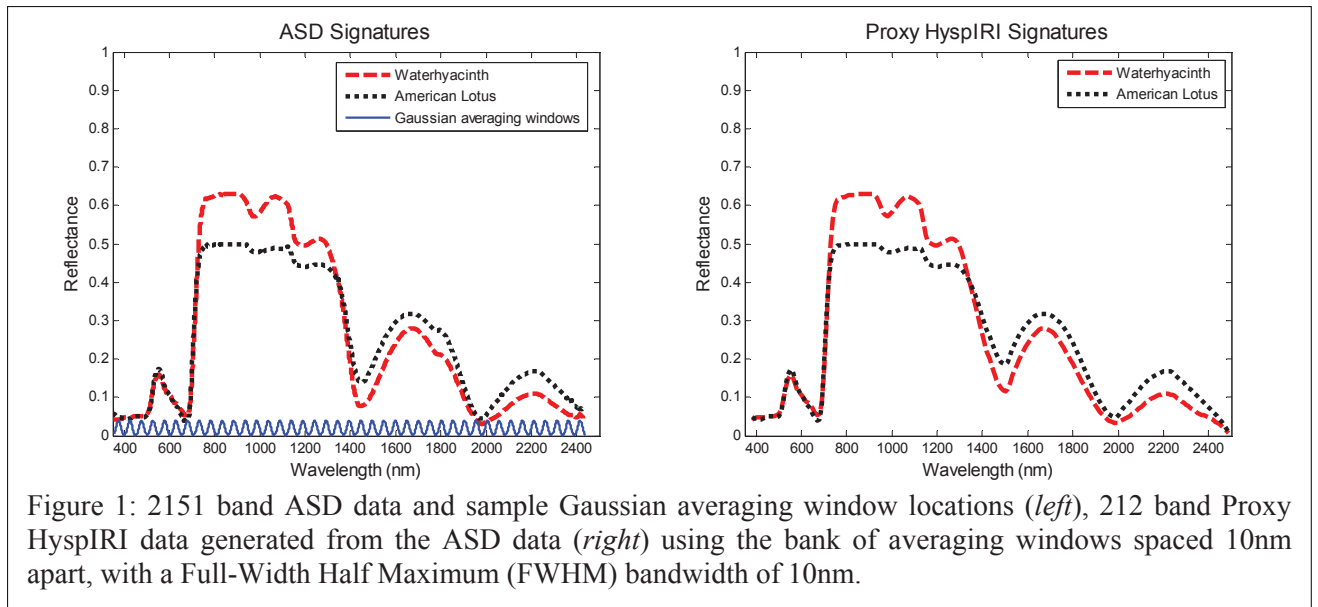 ASD Signatures
Reflectance
1
0.9
0.8
0.7
0.6
0.5
0.4
0.3
0.2
0.1
0
Waterhyacinth
American Lotus
Gaussian averaging windows
400 600 800 1000 1200 1400 1600 1800 2000 2200 2400
Wavelength (nm)
Proxy HyspIRI Signatures
Reflectance
1
0.9
0.8
0.7
0.6
0.5
0.4
0.3
0.2
0.1
0
Waterhyacinth
American Lotus
400 600 800 1000 1200 1400 1600 1800 2000 2200 2400
Wavelength (nm)
Figure 1: 2151 band ASD data and sample Gaussian averaging window locations (left), 212 band Proxy
HyspIRI data generated from the ASD data (right) using the bank of averaging windows spaced 10nm
apart, with a Full-Width Half Maximum (FWHM) bandwidth of 10nm.